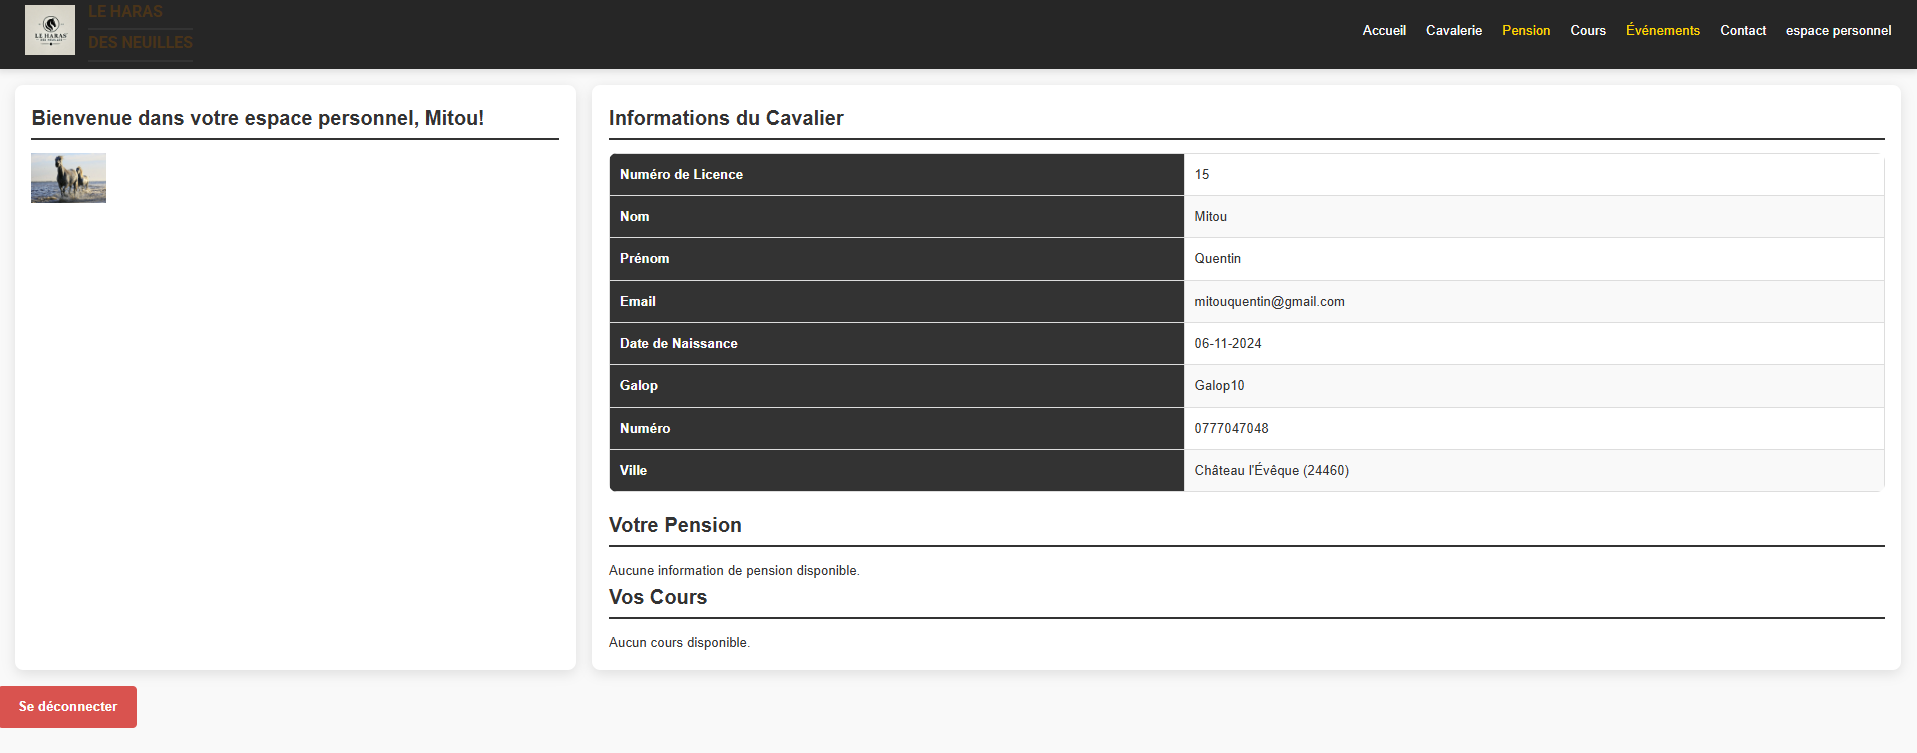 LE HARAS
LE HARAS
DES NEUILLES
Accueil Cavalerie Pension Cours Événements Contact espace personnel
Bienvenue dans votre espace personnel, Mitou!
Informations du Cavalier
Numéro de Licence 15
Nom Mitou
Prénom Quentin
Email mitouquentin@gmail.com
Date de Naissance 06-11-2024
Galop Galop10
Numéro 0777047048
Ville Château l'Évêque (24460)
Votre Pension
Aucune information de pension disponible.
Vos Cours
Aucun cours disponible.
Se déconnecter